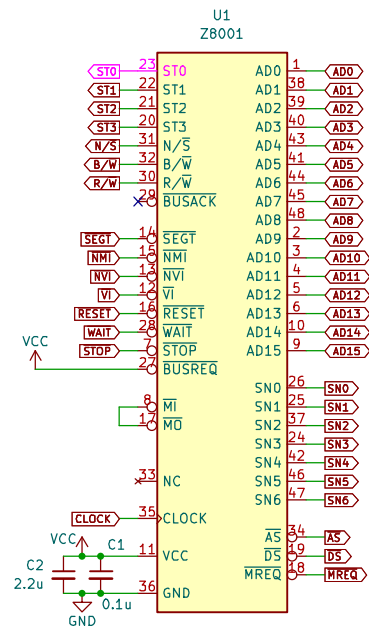 U1
Z8001
ST0 23 ST0 AD0 1 AD0
ST1 22 ST1 AD1 38 AD1
ST2 21 ST2 AD2 39 AD2
ST3 20 ST3 AD3 40 AD3
N/S 31 N/S AD4 43 AD4
B/W 32 B/W AD5 41 AD5
R/W 30 R/W AD6 44 AD6
29 BUSACK AD7 45 AD7
AD8 48 AD8
SEGT 14 SEGT AD9 2 AD9
NMI 15 NMI AD10 3 AD10
NVI 13 NVI AD11 4 AD11
VI 12 VI AD12 5 AD12
RESET 16 RESET AD13 6 AD13
WAIT 28 WAIT AD14 10 AD14
STOP 7 STOP AD15 9 AD15
VCC
27 BUSREQ
SN0 26 SN0
8 MI SN1 25 SN1
17 MO SN2 37 SN2
SN3 24 SN3
SN4 42 SN4
33 NC SN5 46 SN5
SN6 47 SN6
CLOCK 35 CLOCK
AS 34 AS
VCC C1 11 VCC DS 19 DS
C2 MREQ 18 MREQ
2.2u
36 GND
0.1u
GND